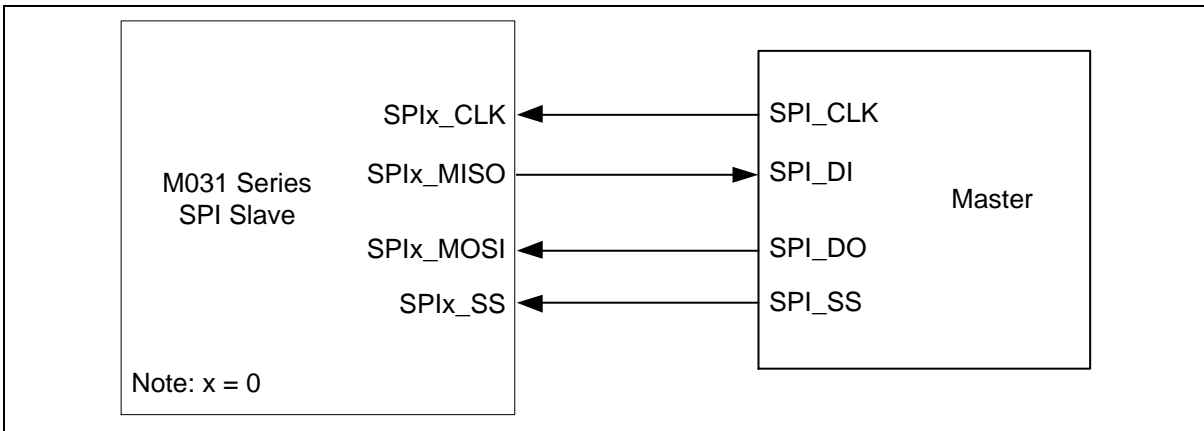 SPIx_CLK
SPI_CLK
SPIx_MISO
SPI_DI
M031 Series
SPI Slave
Master
SPIx_MOSI
SPI_DO
SPIx_SS
SPI_SS
Note: x = 0